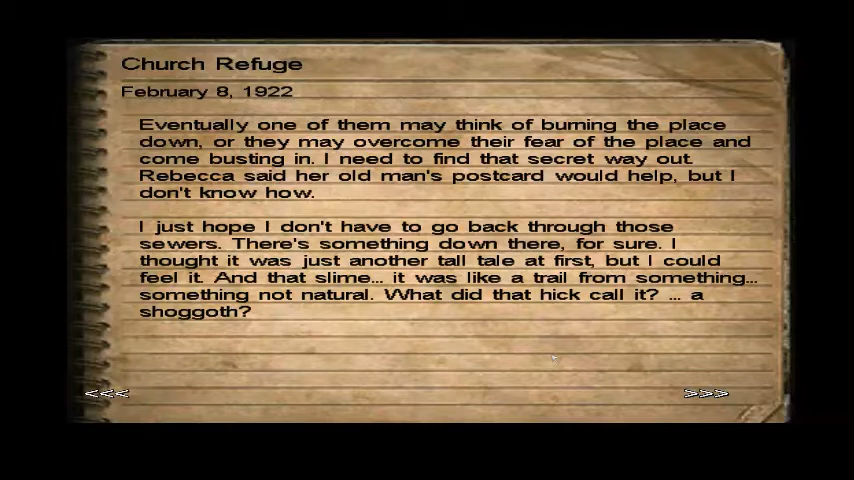 Church Refuge
February 8, 1922
Eventually one of them may think of burning the place
down, or they may overcome their fear of the place and
come busting in. I need to find that secret way out.
Rebecca said her old man's postcard would help, but I
don't know how.
I just hope I don't have to go back through those
sewers. There's something down there, for sure. I
thought it was just another tall tale at first, but I could
feel it. And that slime... it was like a trail from something...
something not natural. What did that hick call it? ... a
shoggoth?
<<< >>>